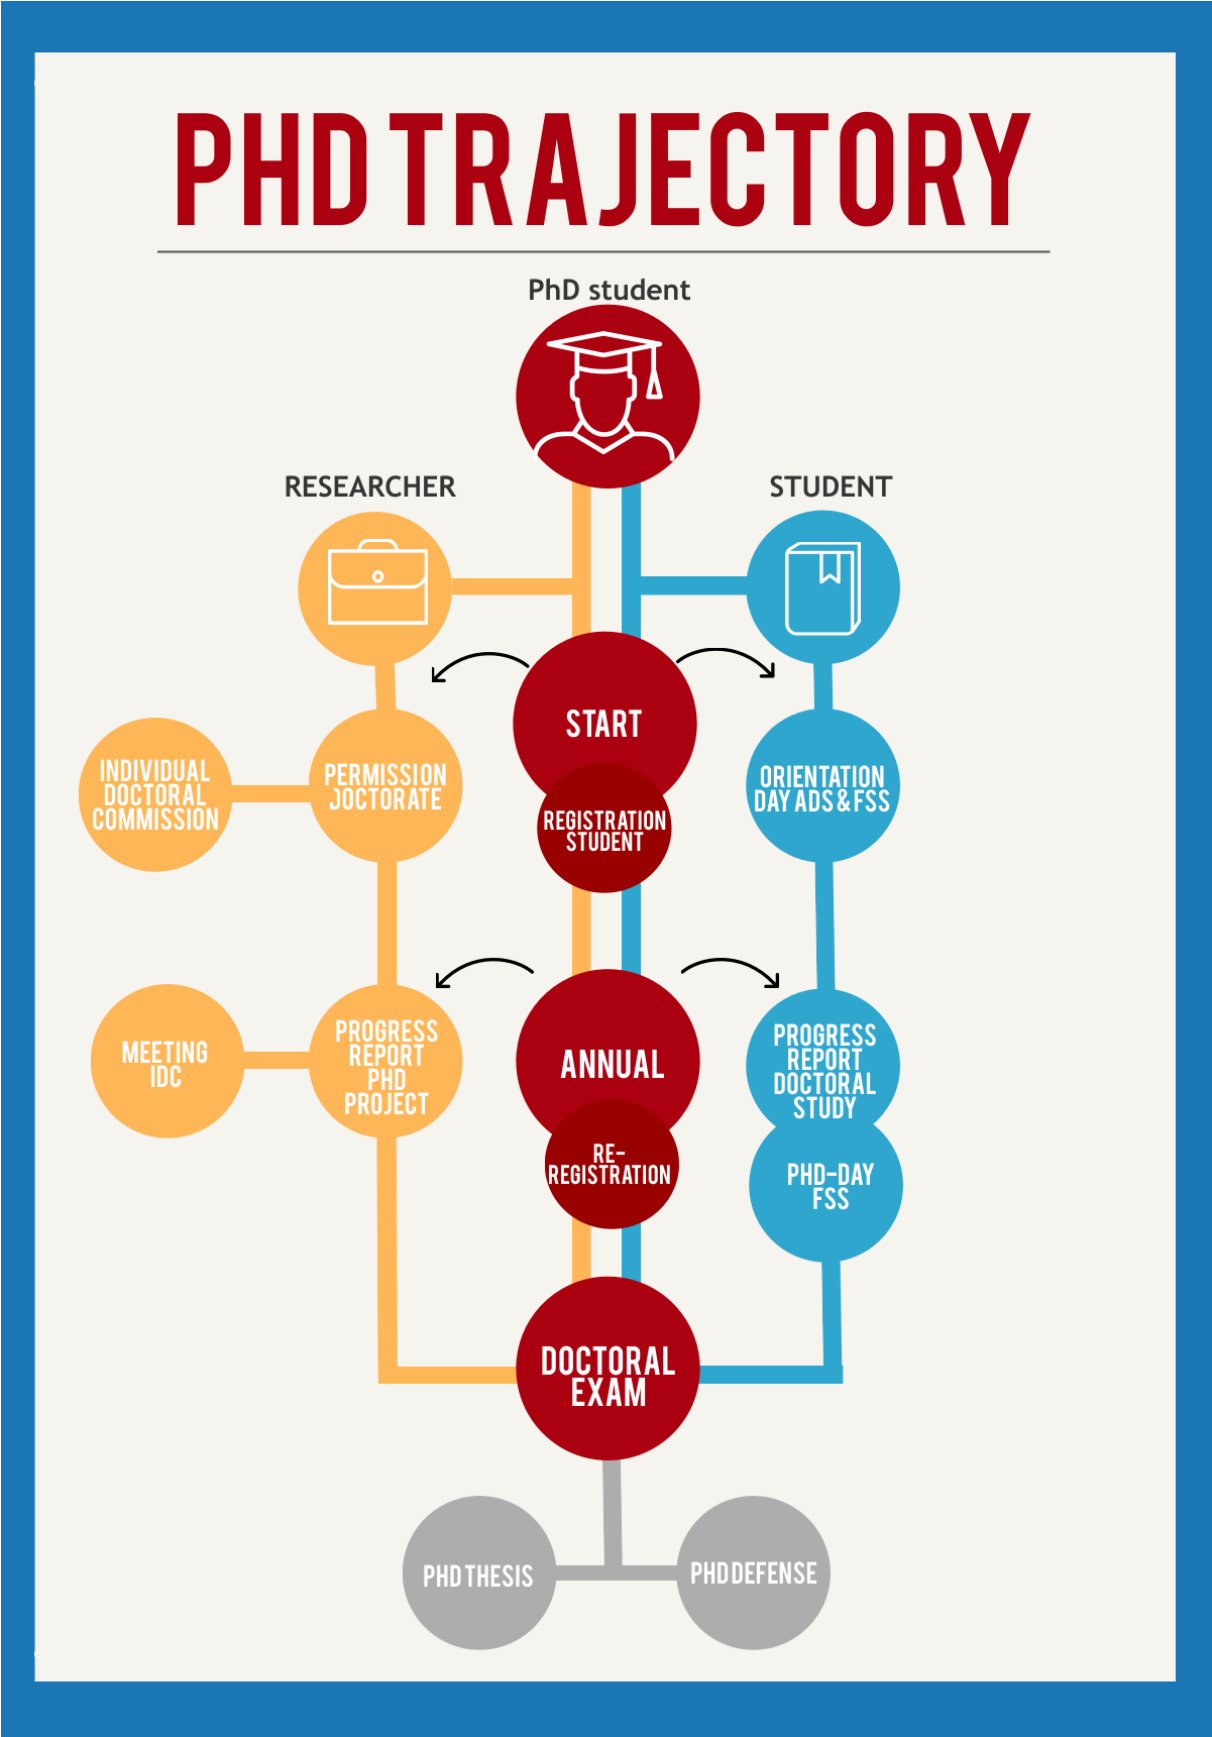 PHD TRAJECTORY
PhD student
RESEARCHER
STUDENT
START
REGISTRATION
STUDENT
INDIVIDUAL
DOCTORAL
COMMISSION
PERMISSION
DOCTORATE
ORIENTATION
DAY ADS & FSS
ANNUAL
RE-
REGISTRATION
MEETING
IDC
PROGRESS
REPORT
PHD
PROJECT
PROGRESS
REPORT
DOCTORAL
STUDY
PHD-DAY
FSS
DOCTORAL
EXAM
PHD THESIS
PHD DEFENSE